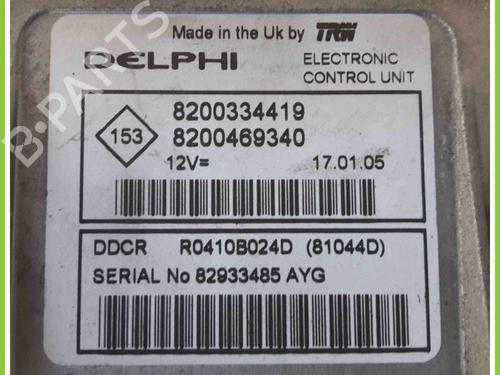 Made in the Uk by TRW
DELPHI
ELECTRONIC
CONTROL UNIT
8200334419
153
8200469340
12V= 17.01.05
DDCR R0410B024D (81044D)
SERIAL No 82933485 AYG
B-PARTS